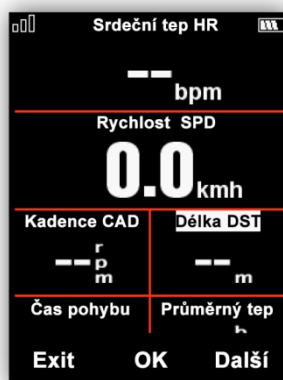 Srdeční tep HR
-- bpm
Rychlost SPD
0.0 kmh
Kadence CAD
Délka DST
-- rpm
-- m
Čas pohybu
Průměrný tep
Exit OK Další